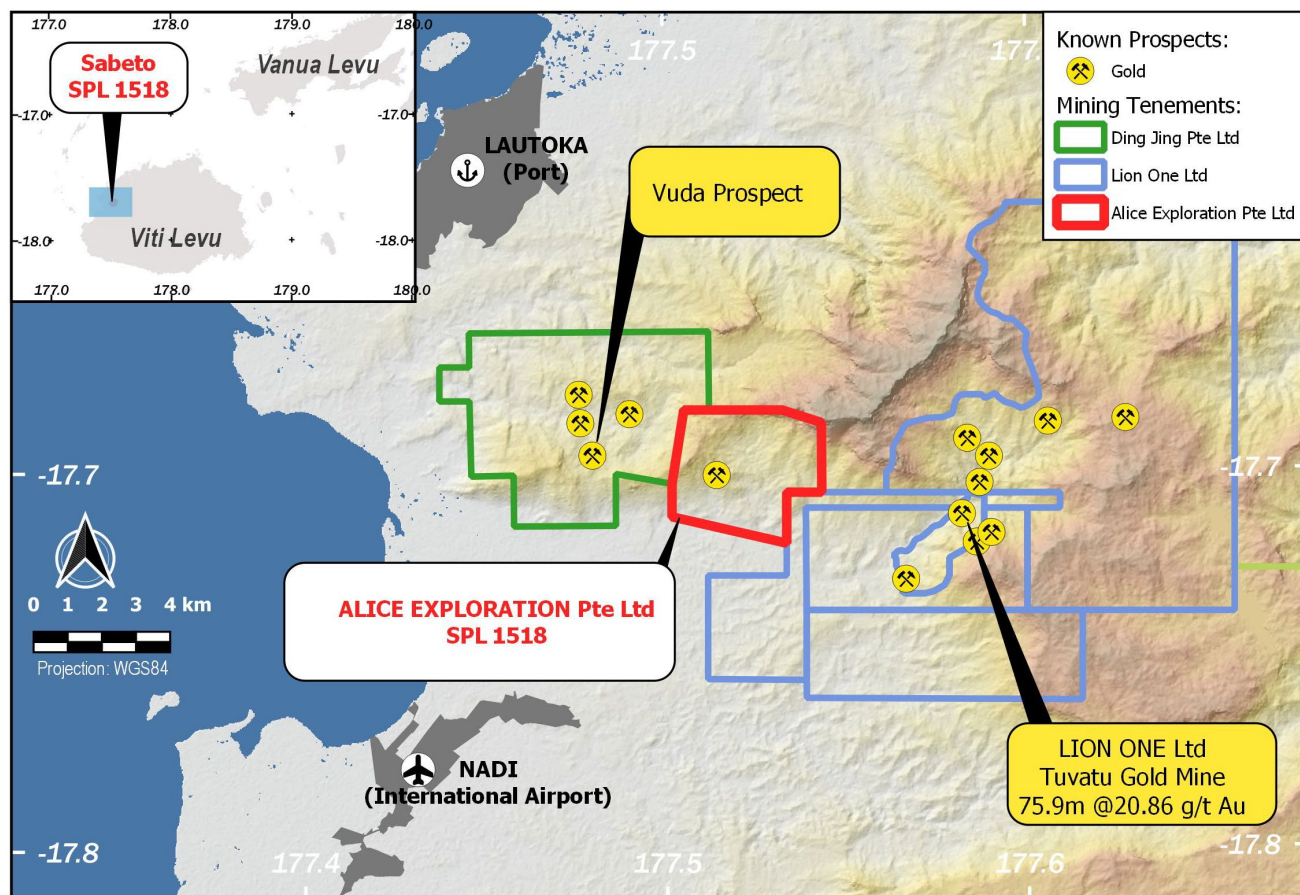 177.0
178.0
179.0
180.0
Sabeto
SPL 1518
Vanua Levu
-17.0
-17.0
Viti Levu
-18.0
-18.0
177.0
178.0
179.0
180.0
177.5
Known Prospects:
Gold
Mining Tenements:
Ding Jing Pte Ltd
Lion One Ltd
Alice Exploration Pte Ltd
LAUTOKA
(Port)
Vuda Prospect
-17.7
-17.7
0 1 2 3 4 km
Projection: WGS84
ALICE EXPLORATION Pte Ltd
SPL 1518
NADI
(International Airport)
LION ONE Ltd
Tuvatu Gold Mine
75.9m @20.86 g/t Au
-17.8
177.4
177.5
177.6
-17.8